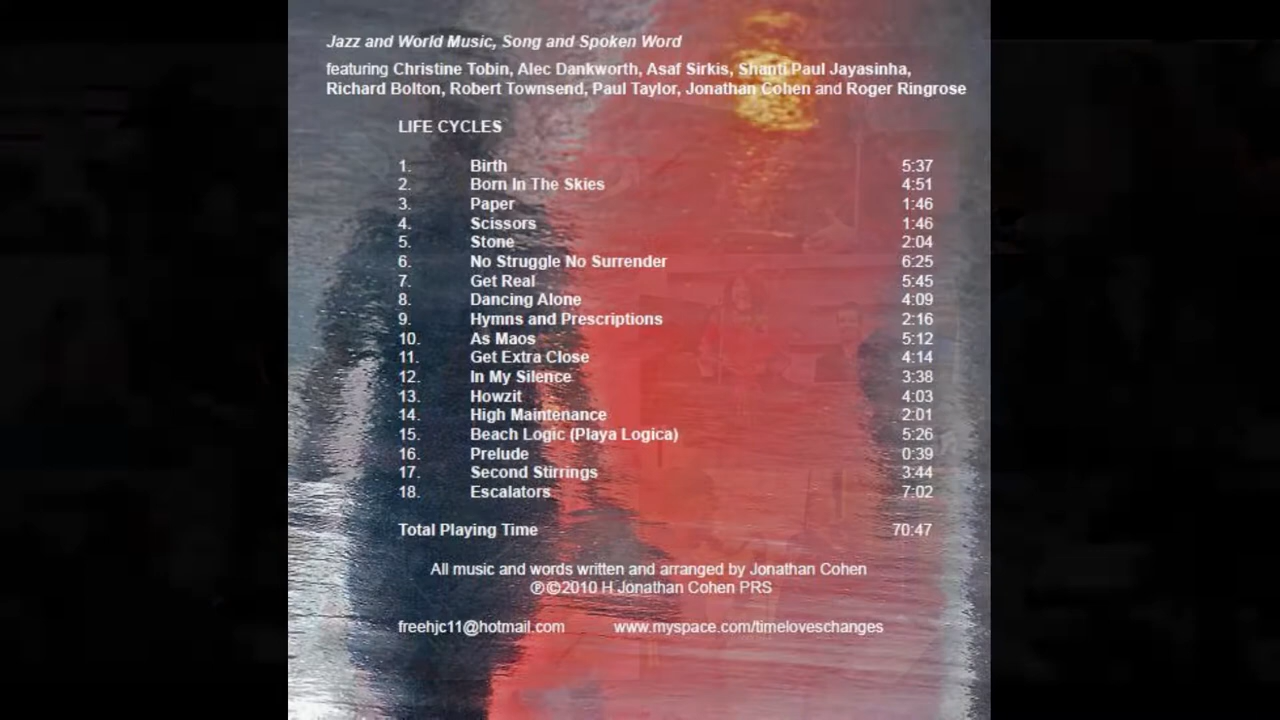 Jazz and World Music, Song and Spoken Word
featuring Christine Tobin, Alec Dankworth, Asaf Sirkis, Shanti Paul Jayasinha,
Richard Bolton, Robert Townsend, Paul Taylor, Jonathan Cohen and Roger Ringrose
LIFE CYCLES
1. Birth 5:37
2. Born In The Skies 4:51
3. Paper 1:46
4. Scissors 1:46
5. Stone 2:04
6. No Struggle No Surrender 6:25
7. Get Real 5:45
8. Dancing Alone 4:09
9. Hymns and Prescriptions 2:16
10. As Maos 5:12
11. Get Extra Close 4:14
12. In My Silence 3:38
13. Howzit 4:03
14. High Maintenance 2:01
15. Beach Logic (Playa Logica) 5:26
16. Prelude 0:39
17. Second Stirrings 3:44
18. Escalators 7:02
Total Playing Time 70:47
All music and words written and arranged by Jonathan Cohen
℗©2010 H Jonathan Cohen PRS
freehjc11@hotmail.com www.myspace.com/timeloveschanges